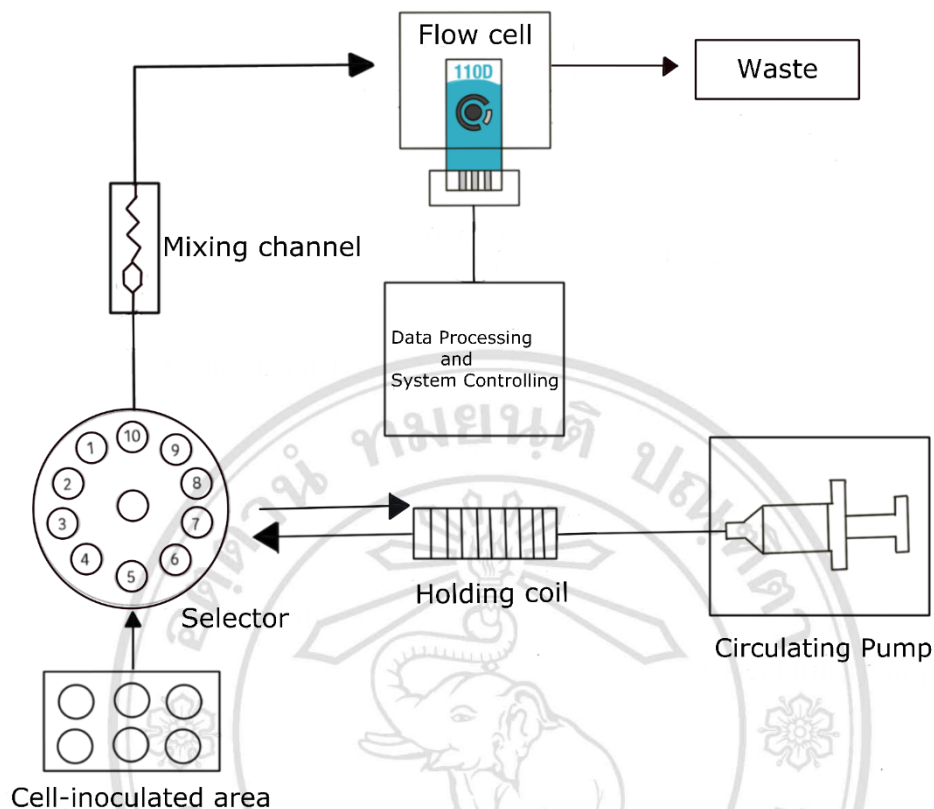 Flow cell
110D
Waste
Mixing channel
Data Processing
and
System Controlling
10
1
9
2
8
3
7
4
6
5
Selector
Holding coil
Circulating Pump
Cell-inoculated area